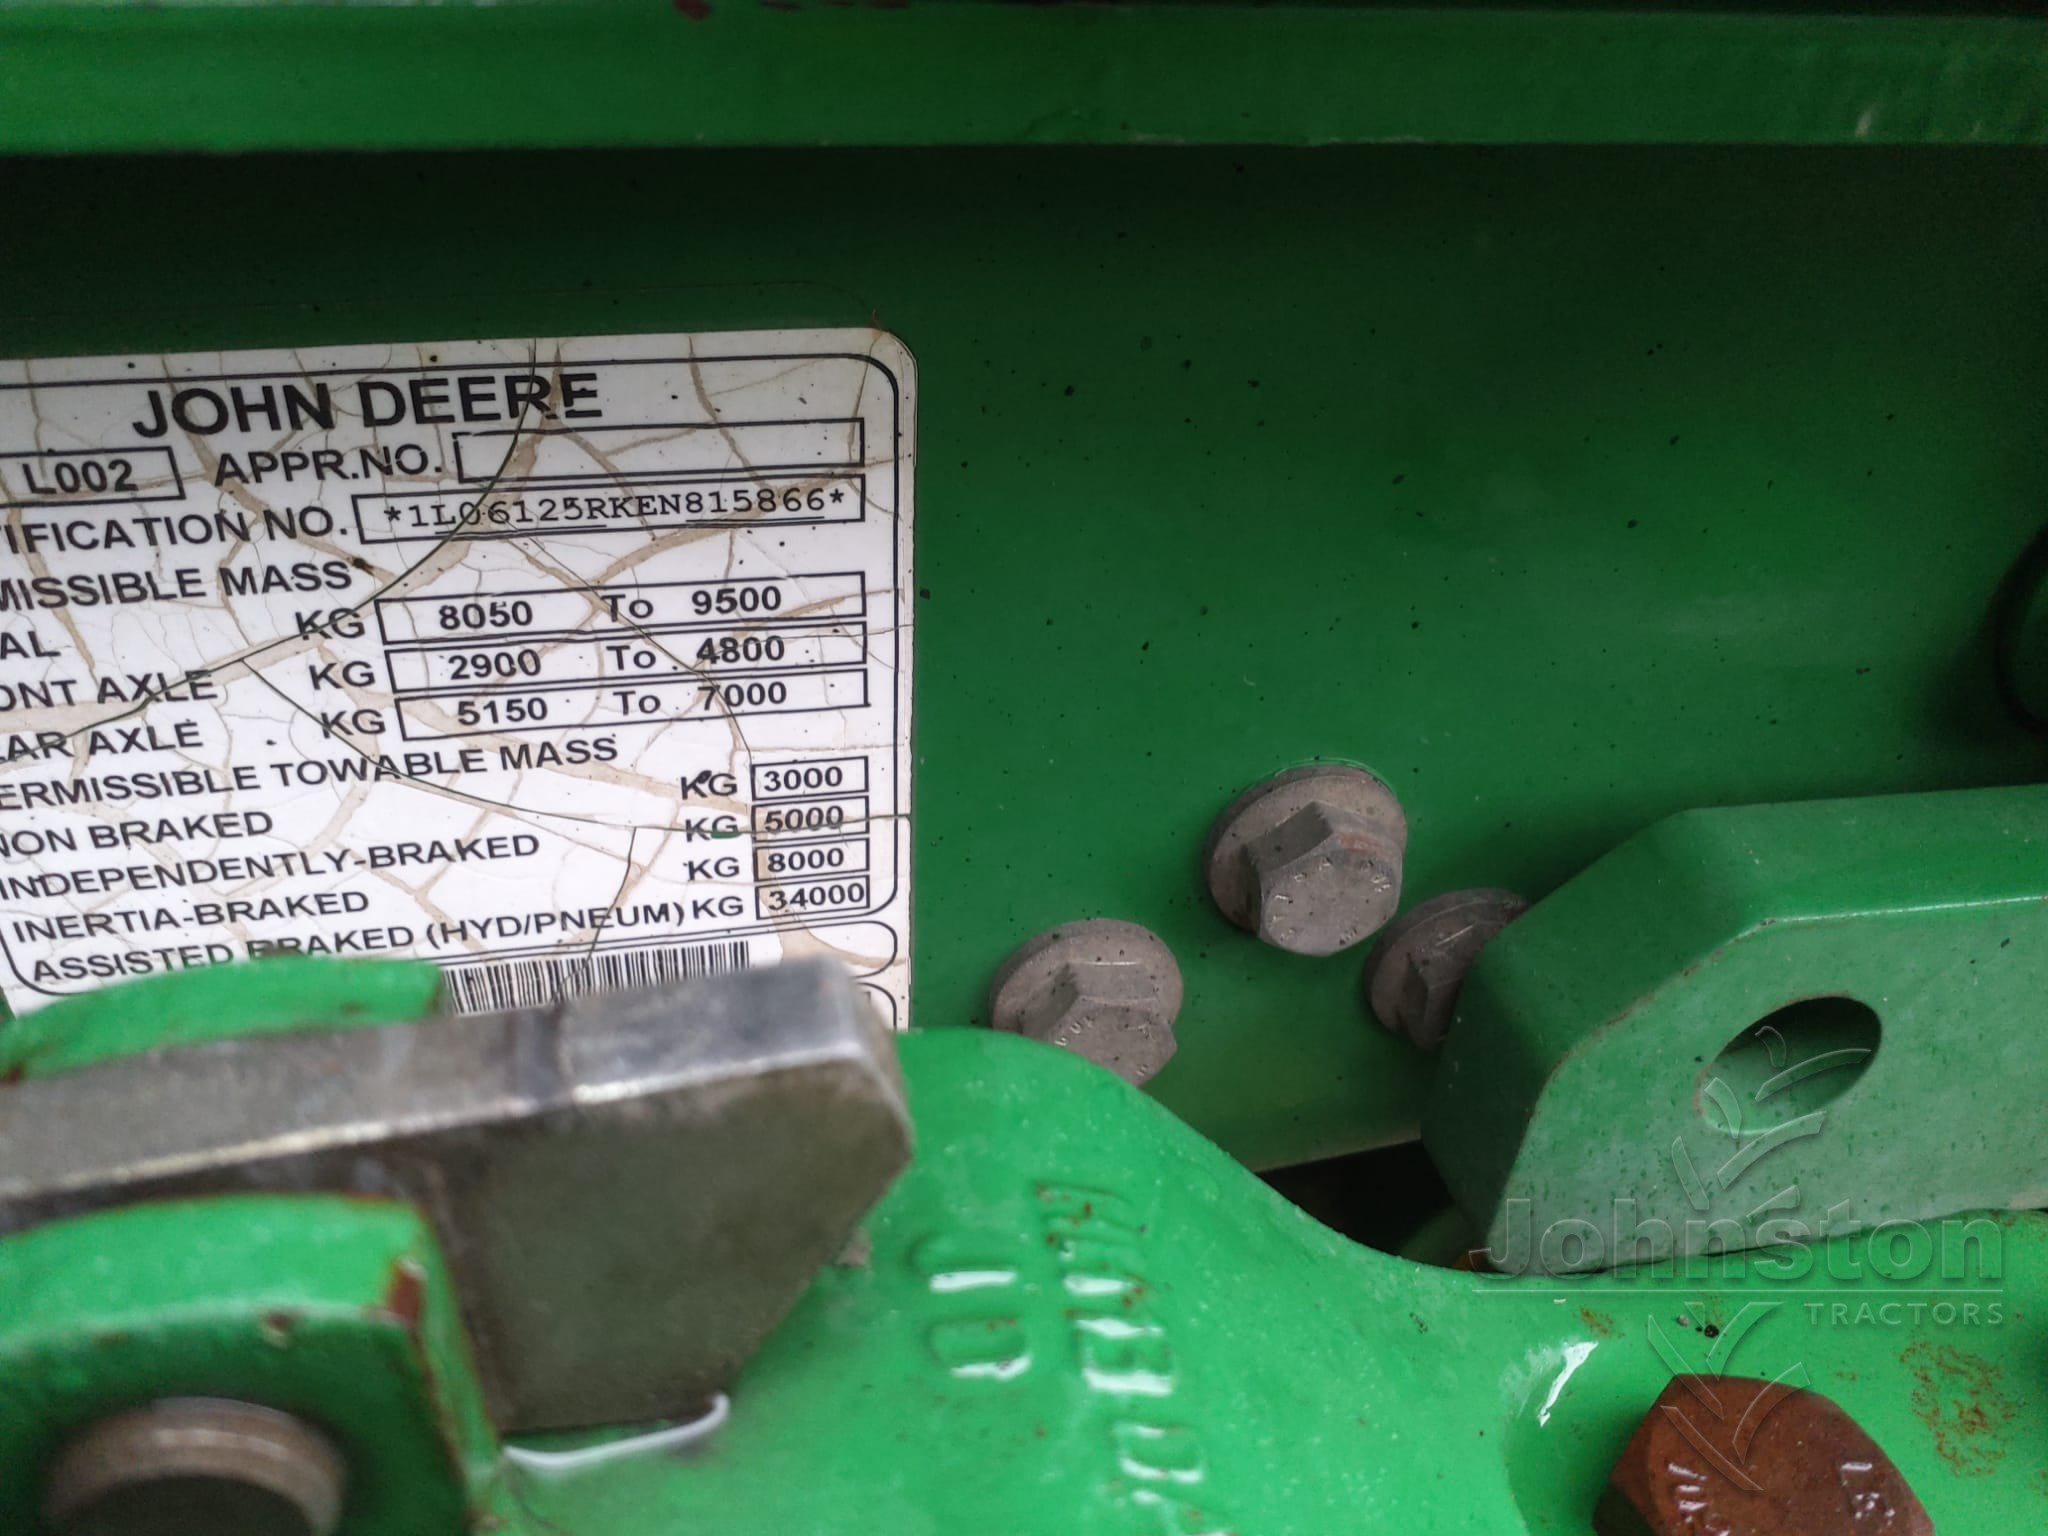 JOHN DEERE
L002 APPR.NO.
TIFICATION NO. *1L06125RKEN815866*
MISSIBLE MASS
AL KG 8050 To 9500
ONT AXLE KG 2900 To 4800
EAR AXLE KG 5150 To 7000
ERMISSIBLE TOWABLE MASS
NON BRAKED KG 3000
INDEPENDENTLY-BRAKED KG 5000
INERTIA-BRAKED KG 8000
ASSISTED BRAKED (HYD/PNEUM) KG 34000
Johnston
TRACTORS